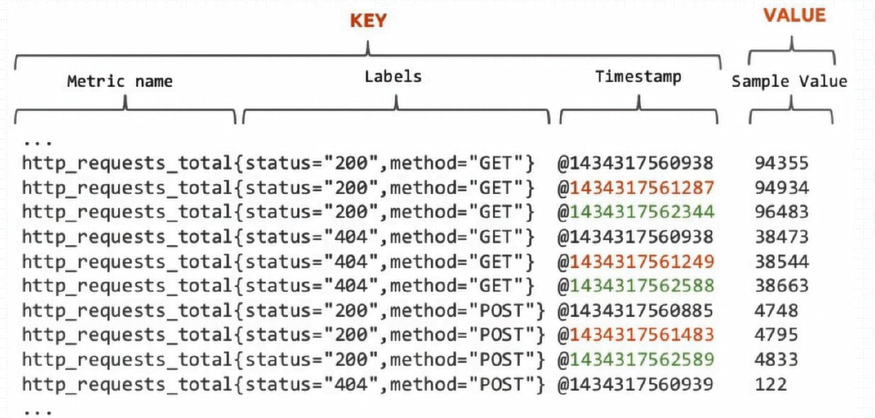 KEY VALUE
Metric name Labels Timestamp Sample Value
...
http_requests_total{status="200",method="GET"} @1434317560938 94355
http_requests_total{status="200",method="GET"} @1434317561287 94934
http_requests_total{status="200",method="GET"} @1434317562344 96483
http_requests_total{status="404",method="GET"} @1434317560938 38473
http_requests_total{status="404",method="GET"} @1434317561249 38544
http_requests_total{status="404",method="GET"} @1434317562588 38663
http_requests_total{status="200",method="POST"} @1434317560885 4748
http_requests_total{status="200",method="POST"} @1434317561483 4795
http_requests_total{status="200",method="POST"} @1434317562589 4833
http_requests_total{status="404",method="POST"} @1434317560939 122
...